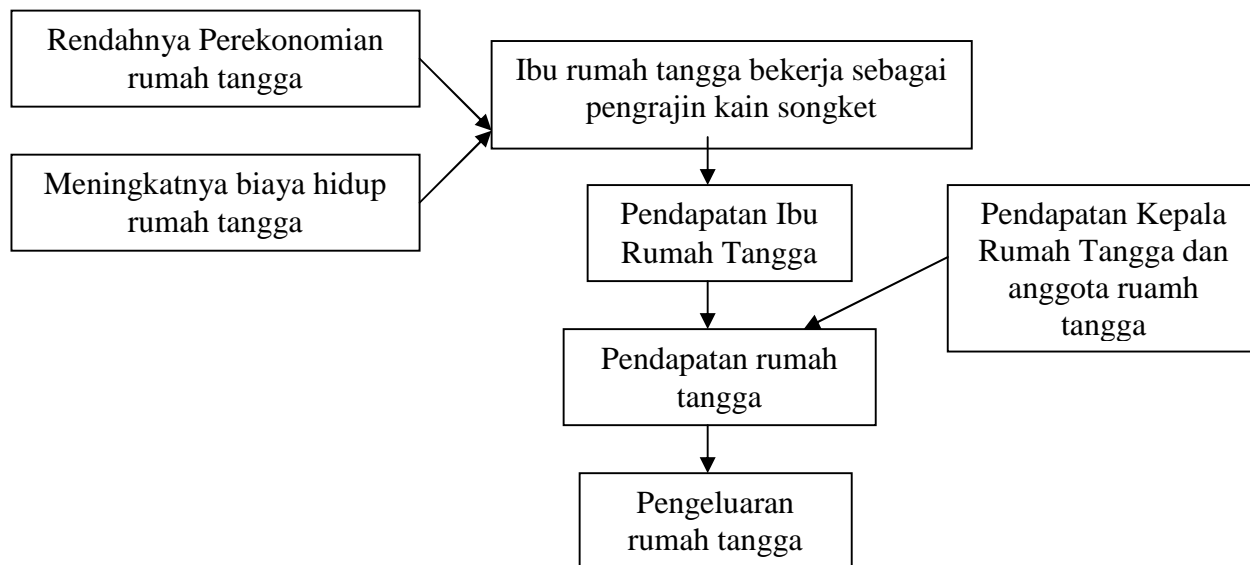 Rendahnya Perekonomian
rumah tangga
Ibu rumah tangga bekerja sebagai
pengrajin kain songket
Meningkatnya biaya hidup
rumah tangga
Pendapatan Ibu
Rumah Tangga
Pendapatan Kepala
Rumah Tangga dan
anggota ruamh
tangga
Pendapatan rumah
tangga
Pengeluaran
rumah tangga